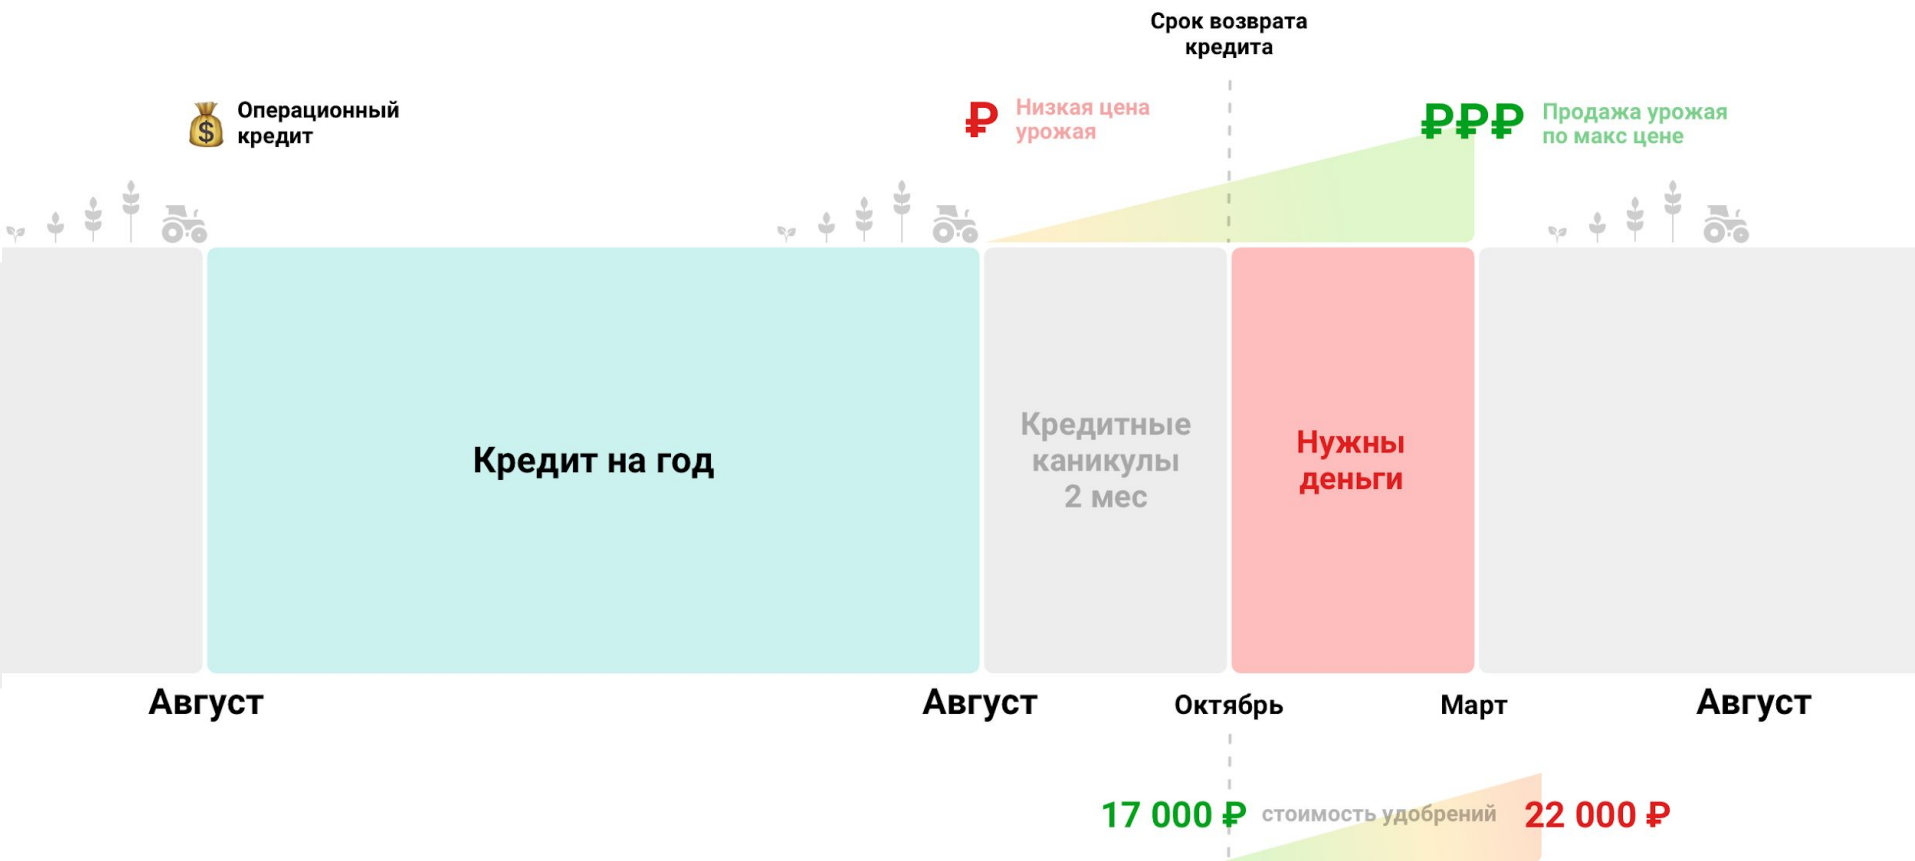 Срок возврата
кредита
Операционный
кредит
₽
Низкая цена
урожая
₽₽₽
Продажа урожая
по макс цене
Кредит на год
Кредитные
каникулы
2 мес
Нужны
деньги
Август
Август
Октябрь
Март
Август
17 000 ₽
стоимость удобрений
22 000 ₽